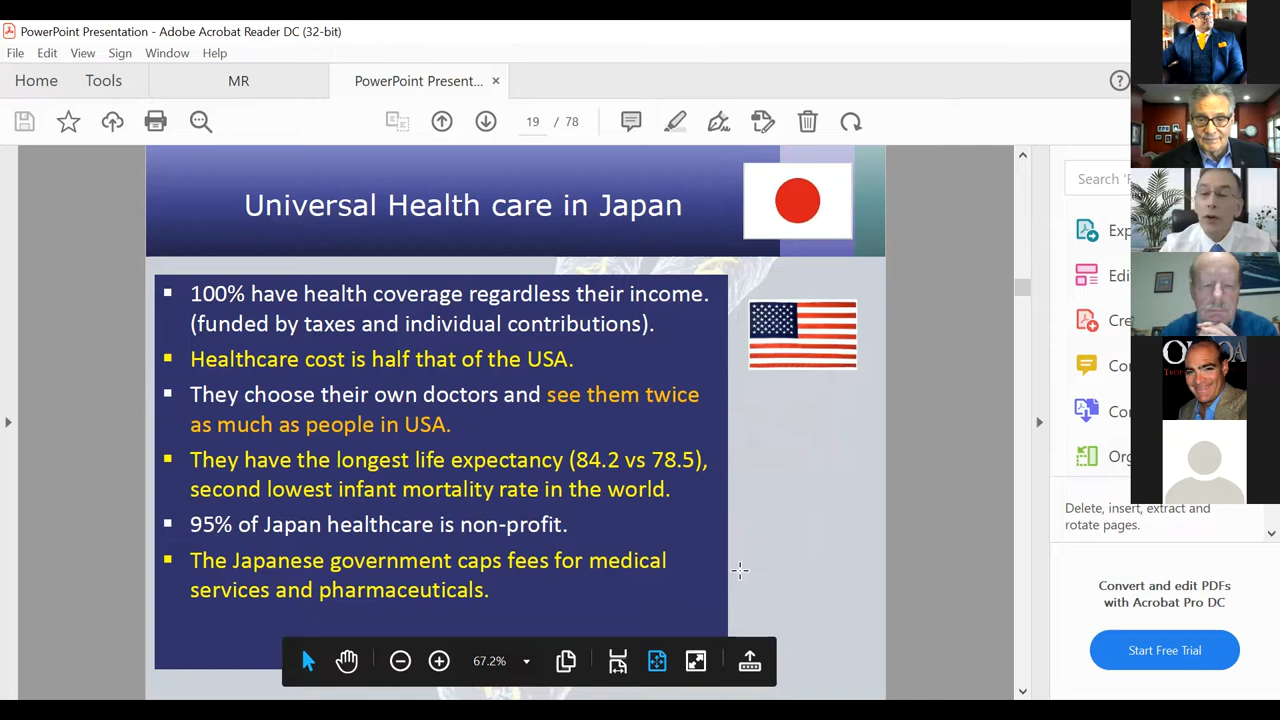 PowerPoint Presentation - Adobe Acrobat Reader DC (32-bit)
File Edit View Sign Window Help
Home Tools MR PowerPoint Present... ×
19 / 78
Universal Health care in Japan
100% have health coverage regardless their income.
(funded by taxes and individual contributions).
Healthcare cost is half that of the USA.
They choose their own doctors and see them twice
as much as people in USA.
They have the longest life expectancy (84.2 vs 78.5),
second lowest infant mortality rate in the world.
95% of Japan healthcare is non-profit.
The Japanese government caps fees for medical
services and pharmaceuticals.
67.2%
Search
Delete, insert, extract and
rotate pages.
Convert and edit PDFs
with Acrobat Pro DC
Start Free Trial